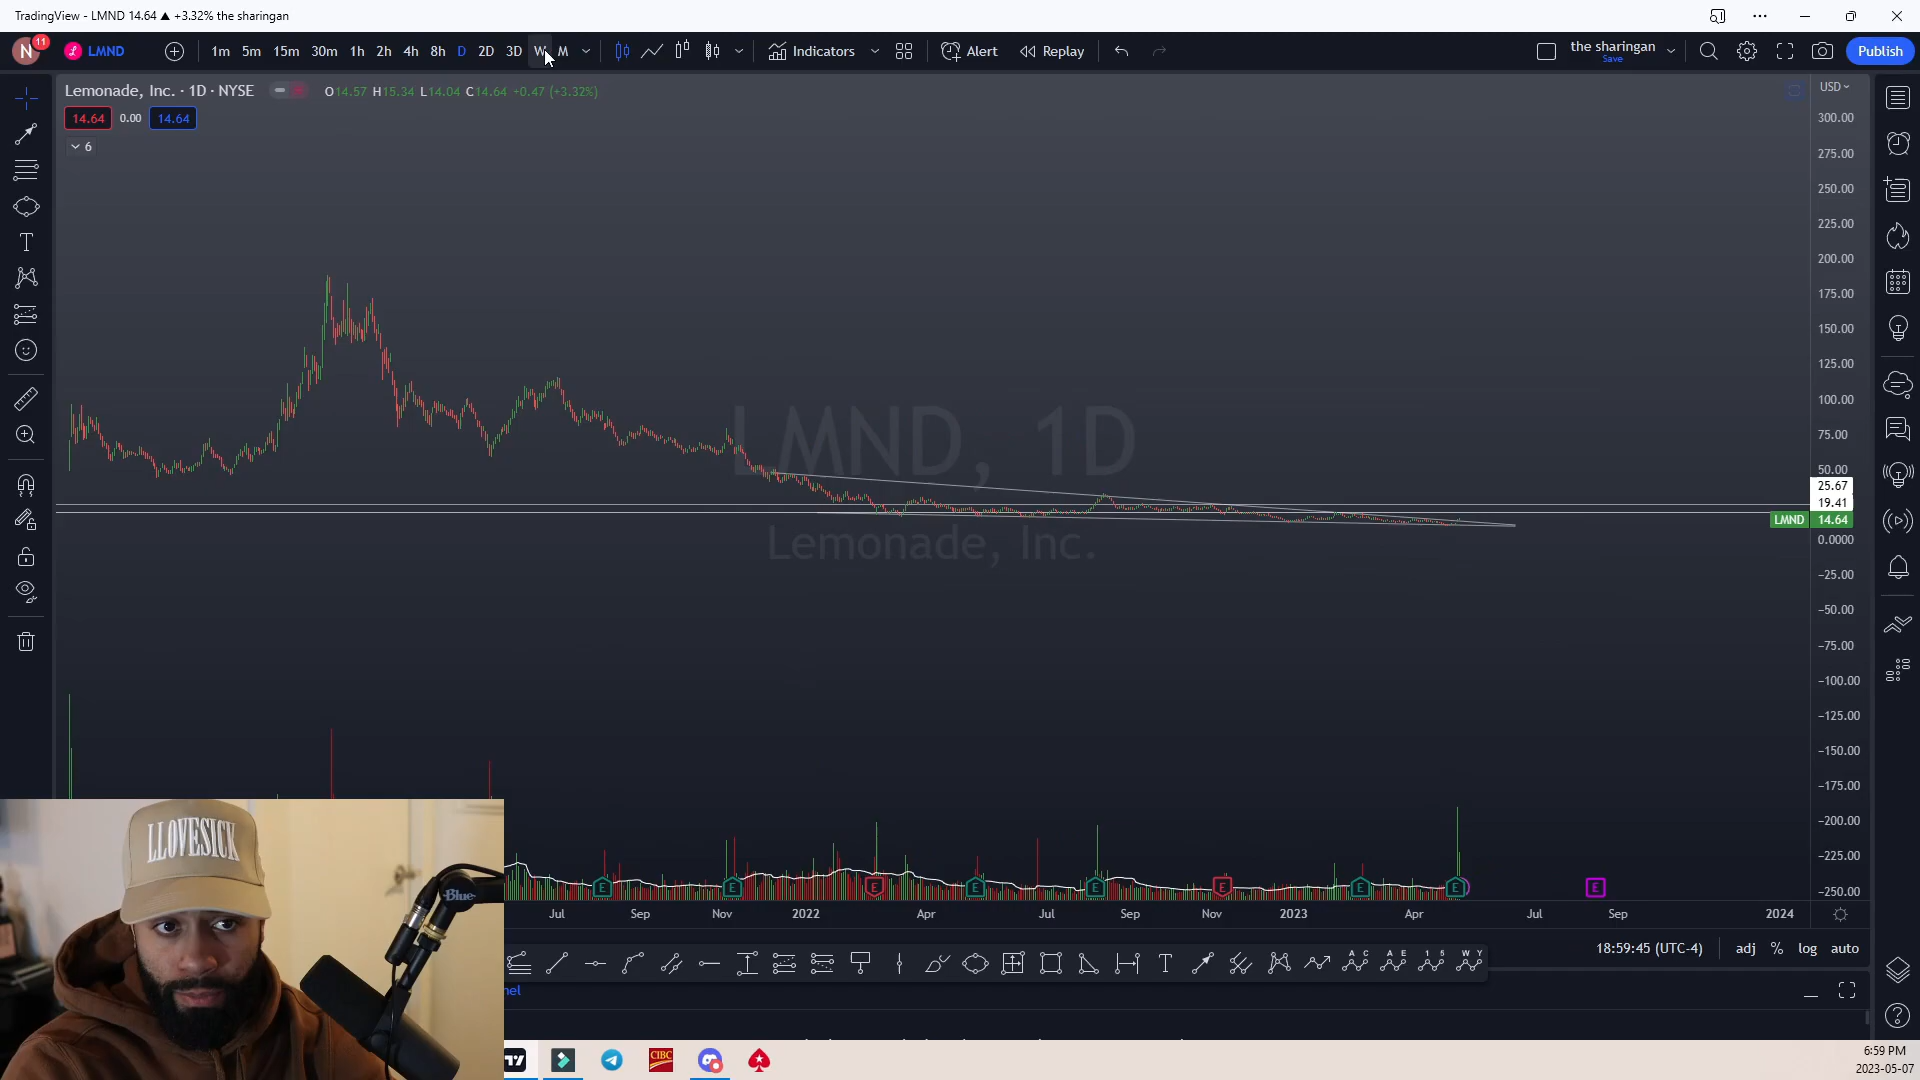 TradingView - LMND 14.64 ▲ +3.32% the sharingan
N 11 LMND 1m 5m 15m 30m 1h 2h 4h 8h D 2D 3D W M Indicators Alert Replay the sharingan Save Publish
Lemonade, Inc. · 1D · NYSE O14.57 H15.34 L14.04 C14.64 +0.47 (+3.32%)
14.64 0.00 14.64
6
USD
300.00
275.00
250.00
225.00
200.00
175.00
150.00
125.00
100.00
75.00
50.00
25.67
19.41
LMND 14.64
0.0000
−25.00
−50.00
−75.00
−100.00
−125.00
−150.00
−175.00
−200.00
−225.00
−250.00
LMND, 1D
Lemonade, Inc.
LLOVESICK
Blue
E E E E E E E E E
Jul Sep Nov 2022 Apr Jul Sep Nov 2023 Apr Jul Sep 2024
18:59:45 (UTC-4) adj % log auto
T A C A E 1 5 W Y
nel
CIBC
6:59 PM
2023-05-07